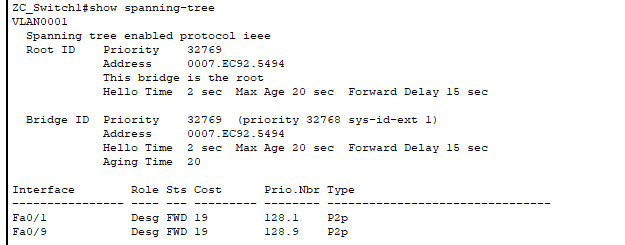 ZC_Switch1#show spanning-tree
VLAN0001
  Spanning tree enabled protocol ieee
  Root ID    Priority    32769
             Address     0007.EC92.5494
             This bridge is the root
             Hello Time  2 sec  Max Age 20 sec  Forward Delay 15 sec

  Bridge ID  Priority    32769  (priority 32768 sys-id-ext 1)
             Address     0007.EC92.5494
             Hello Time  2 sec  Max Age 20 sec  Forward Delay 15 sec
             Aging Time  20

Interface        Role Sts Cost      Prio.Nbr Type
---------------- ---- --- --------- -------- --------------------------------
Fa0/1            Desg FWD 19        128.1    P2p
Fa0/9            Desg FWD 19        128.9    P2p